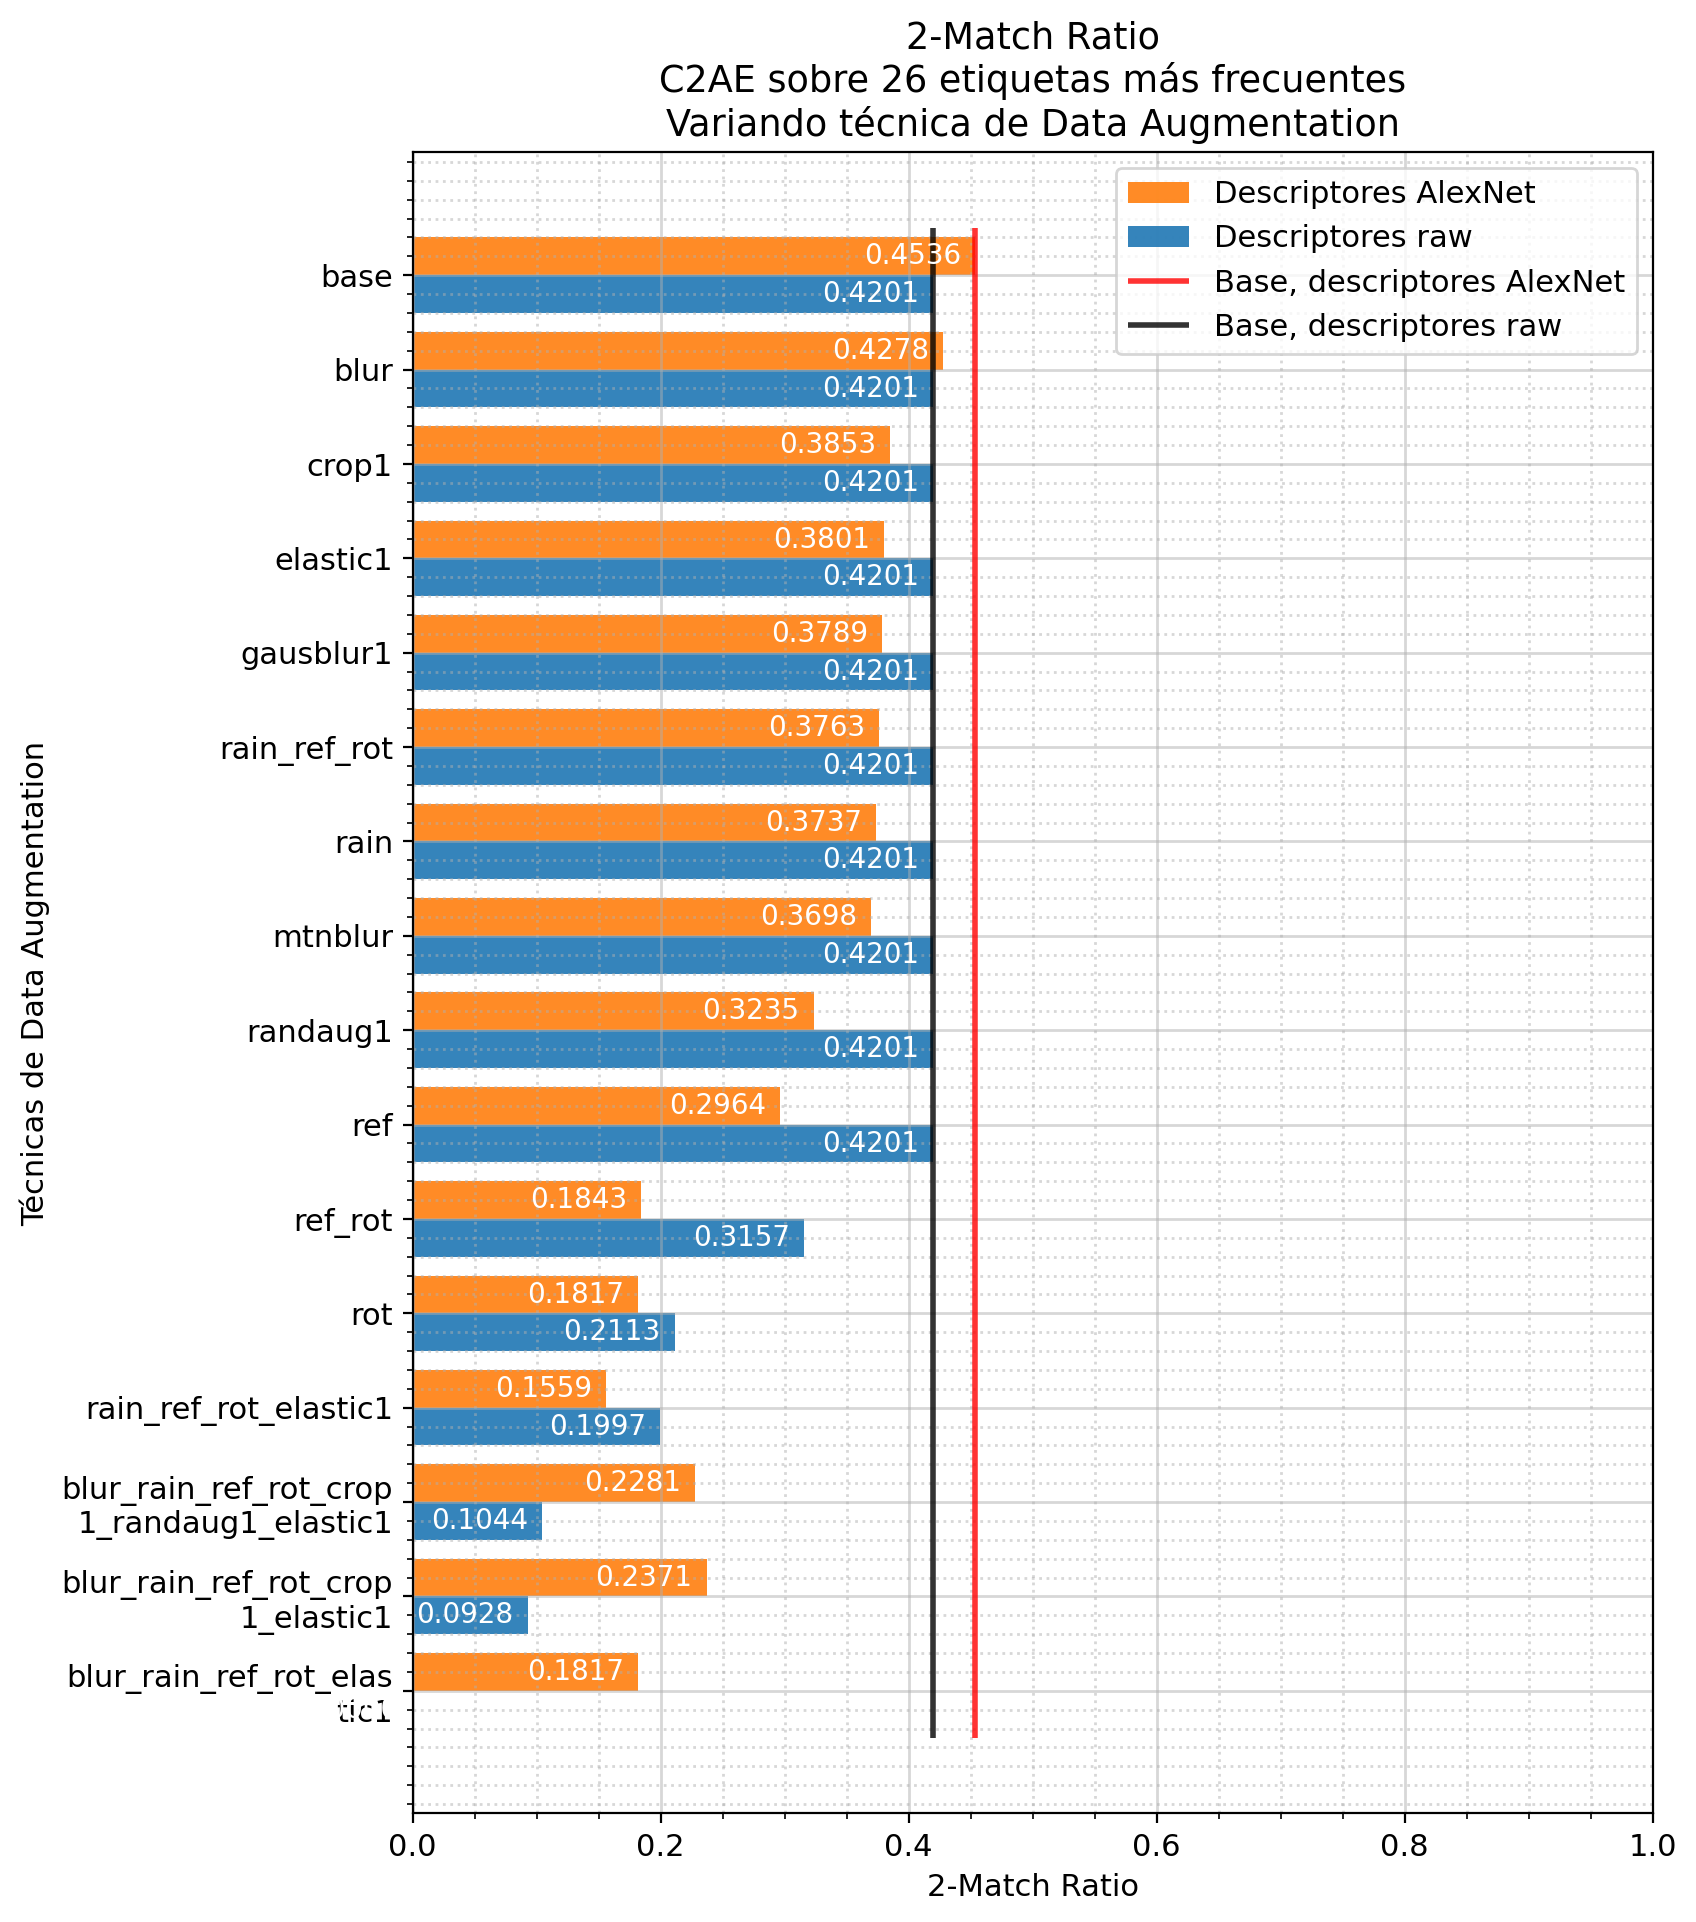 2-Match Ratio
C2AE sobre 26 etiquetas más frecuentes
Variando técnica de Data Augmentation
Descriptores AlexNet
Descriptores raw
Base, descriptores AlexNet
Base, descriptores raw
Técnicas de Data Augmentation
base
0.4536
0.4201
blur
0.4278
0.4201
crop1
0.3853
0.4201
elastic1
0.3801
0.4201
gausblur1
0.3789
0.4201
rain_ref_rot
0.3763
0.4201
rain
0.3737
0.4201
mtnblur
0.3698
0.4201
randaug1
0.3235
0.4201
ref
0.2964
0.4201
ref_rot
0.1843
0.3157
rot
0.1817
0.2113
rain_ref_rot_elastic1
0.1559
0.1997
blur_rain_ref_rot_crop
1_randaug1_elastic1
0.2281
0.1044
blur_rain_ref_rot_crop
1_elastic1
0.2371
0.0928
blur_rain_ref_rot_elas
tic1
0.1817
0.0 0.2 0.4 0.6 0.8 1.0
2-Match Ratio